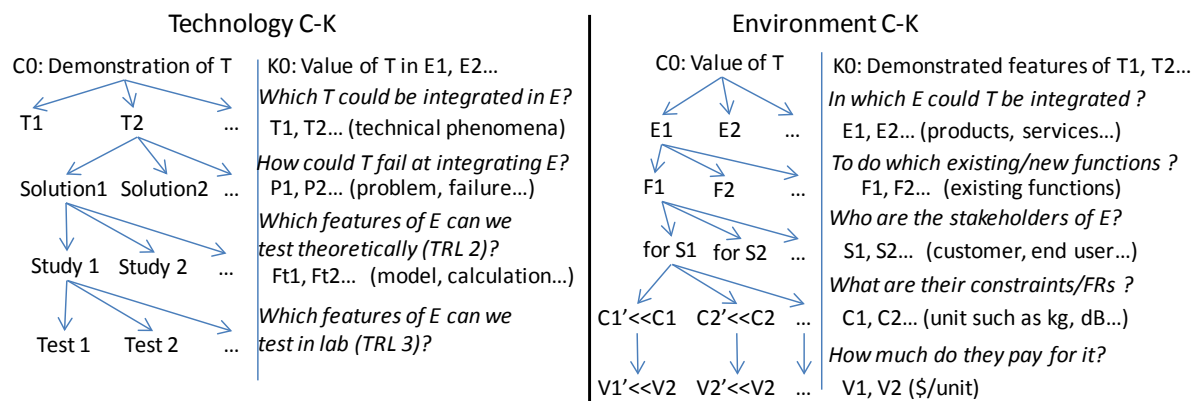 Technology C-K
C0: Demonstration of T
T1 T2 ...
Solution1 Solution2 ...
Study 1 Study 2 ...
Test 1 Test 2 ...
K0: Value of T in E1, E2...
Which T could be integrated in E?
T1, T2... (technical phenomena)
How could T fail at integrating E?
P1, P2... (problem, failure...)
Which features of E can we
test theoretically (TRL 2)?
Ft1, Ft2... (model, calculation...)
Which features of E can we
test in lab (TRL 3)?
Environment C-K
C0: Value of T
E1 E2 ...
F1 F2 ...
for S1 for S2 ...
C1'<<C1 C2'<<C2 ...
V1'<<V2 V2'<<V2 ...
K0: Demonstrated features of T1, T2...
In which E could T be integrated ?
E1, E2... (products, services...)
To do which existing/new functions ?
F1, F2... (existing functions)
Who are the stakeholders of E?
S1, S2... (customer, end user...)
What are their constraints/FRs ?
C1, C2... (unit such as kg, dB...)
How much do they pay for it?
V1, V2 ($/unit)